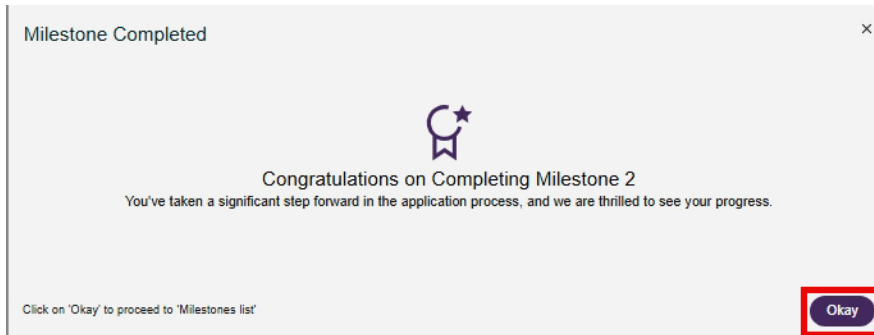 Milestone Completed
×
Congratulations on Completing Milestone 2
You've taken a significant step forward in the application process, and we are thrilled to see your progress.
Click on 'Okay' to proceed to 'Milestones list'
Okay